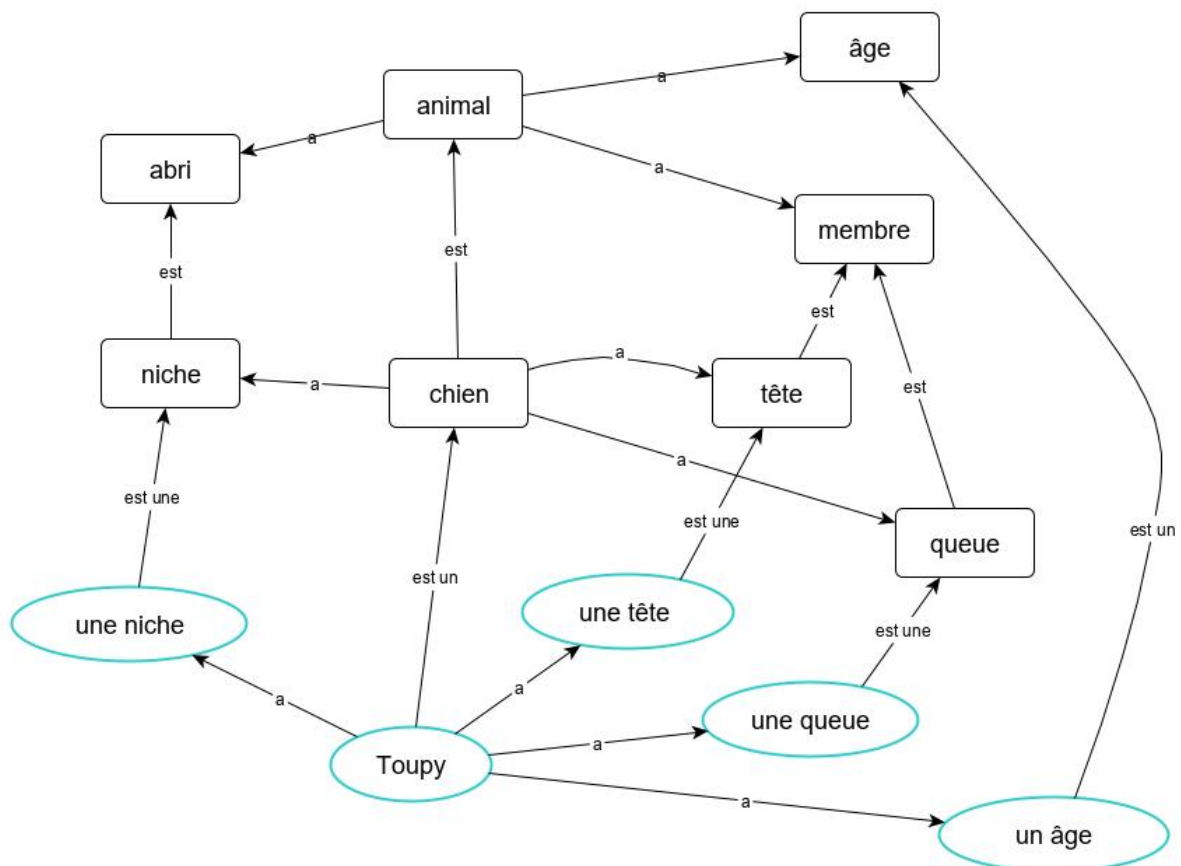 âge
a
animal
a
abri
a
membre
est
est
est
niche
a
chien
a
tête
est
a
est une
est une
queue
est un
est un
une niche
une tête
est une
a
a
une queue
a
Toupy
a
un âge